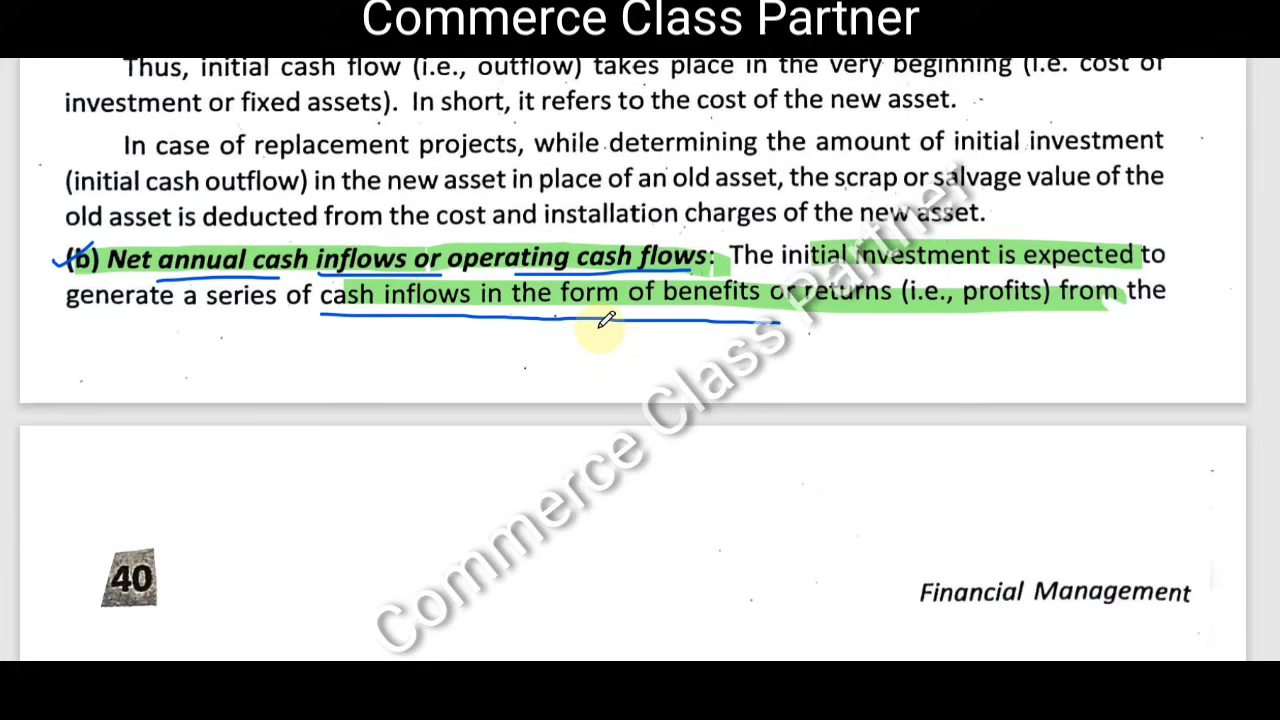 Commerce Class Partner
Thus, initial cash flow (i.e., outflow) takes place in the very beginning (i.e. cost of
investment or fixed assets). In short, it refers to the cost of the new asset.
In case of replacement projects, while determining the amount of initial investment
(initial cash outflow) in the new asset in place of an old asset, the scrap or salvage value of the
old asset is deducted from the cost and installation charges of the new asset.
(b) Net annual cash inflows or operating cash flows: The initial investment is expected to
generate a series of cash inflows in the form of benefits or returns (i.e., profits) from the
Commerce Class Partner
40
Financial Management